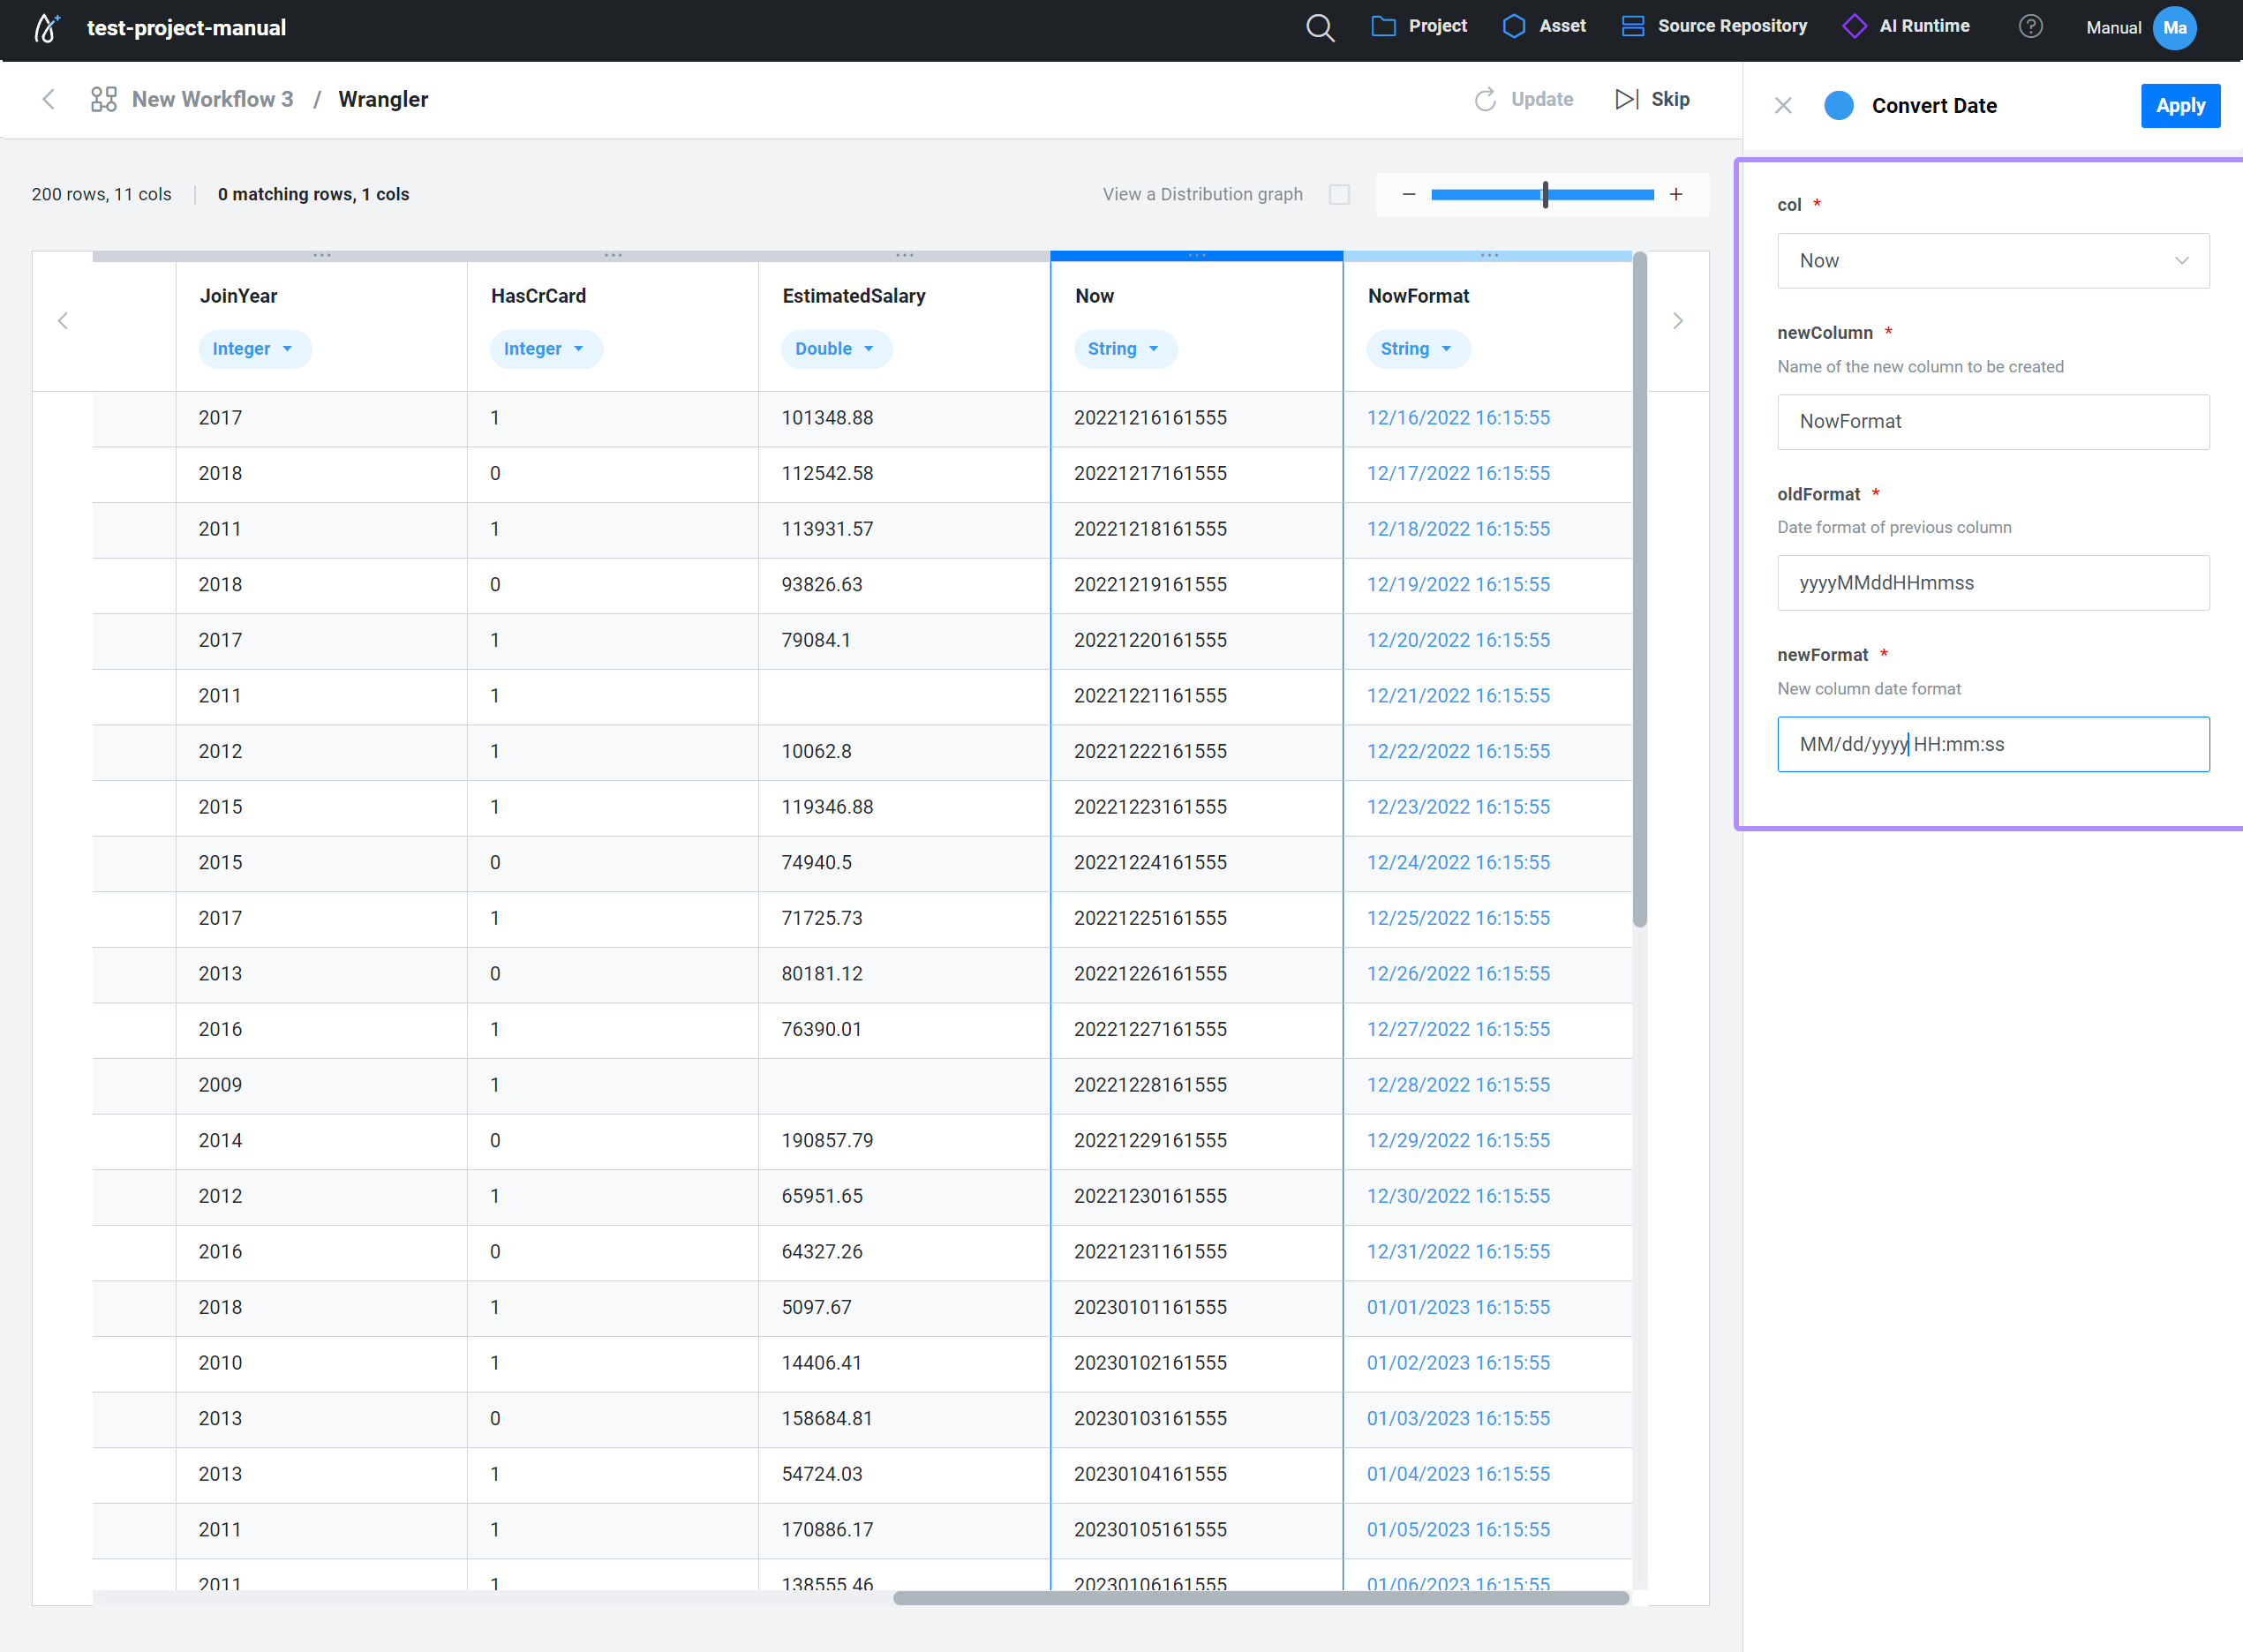 test-project-manual
Project
Asset
Source Repository
AI Runtime
?
Manual
Ma
New Workflow 3 / Wrangler
Update
Skip
Convert Date
Apply
200 rows, 11 cols
0 matching rows, 1 cols
View a Distribution graph
− +
JoinYear HasCrCard EstimatedSalary Now NowFormat
Integer Integer Double String String
2017 1 101348.88 20221216161555 12/16/2022 16:15:55
2018 0 112542.58 20221217161555 12/17/2022 16:15:55
2011 1 113931.57 20221218161555 12/18/2022 16:15:55
2018 0 93826.63 20221219161555 12/19/2022 16:15:55
2017 1 79084.1 20221220161555 12/20/2022 16:15:55
2011 1 20221221161555 12/21/2022 16:15:55
2012 1 10062.8 20221222161555 12/22/2022 16:15:55
2015 1 119346.88 20221223161555 12/23/2022 16:15:55
2015 0 74940.5 20221224161555 12/24/2022 16:15:55
2017 1 71725.73 20221225161555 12/25/2022 16:15:55
2013 0 80181.12 20221226161555 12/26/2022 16:15:55
2016 1 76390.01 20221227161555 12/27/2022 16:15:55
2009 1 20221228161555 12/28/2022 16:15:55
2014 0 190857.79 20221229161555 12/29/2022 16:15:55
2012 1 65951.65 20221230161555 12/30/2022 16:15:55
2016 0 64327.26 20221231161555 12/31/2022 16:15:55
2018 1 5097.67 20230101161555 01/01/2023 16:15:55
2010 1 14406.41 20230102161555 01/02/2023 16:15:55
2013 0 158684.81 20230103161555 01/03/2023 16:15:55
2013 1 54724.03 20230104161555 01/04/2023 16:15:55
2011 1 170886.17 20230105161555 01/05/2023 16:15:55
2011 1 138555.46 20230106161555 01/06/2023 16:15:55
col *
Now
newColumn *
Name of the new column to be created
NowFormat
oldFormat *
Date format of previous column
yyyyMMddHHmmss
newFormat *
New column date format
MM/dd/yyyy HH:mm:ss